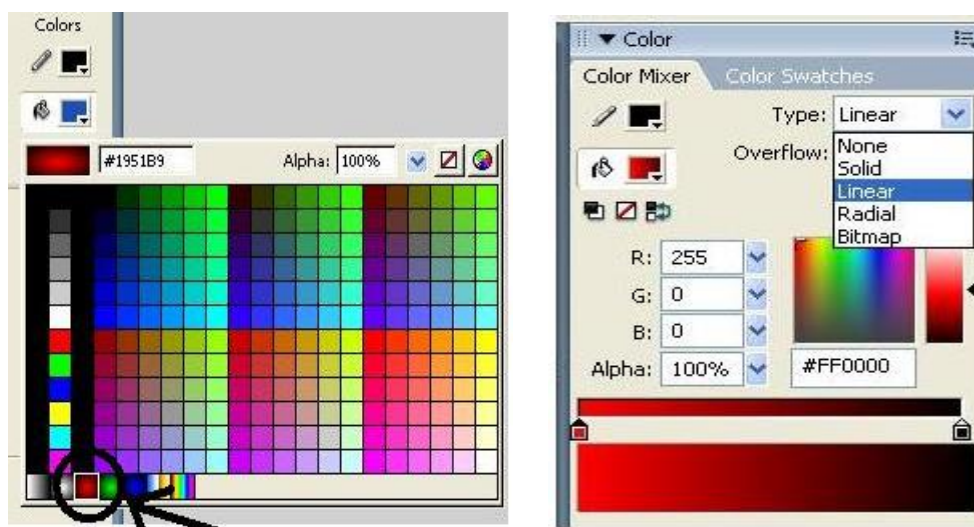 Colors
#1951B9 Alpha: 100%
Color
Color Mixer Color Swatches
Type: Linear
Overflow:
None
Solid
Linear
Radial
Bitmap
R: 255
G: 0
B: 0
Alpha: 100% #FF0000